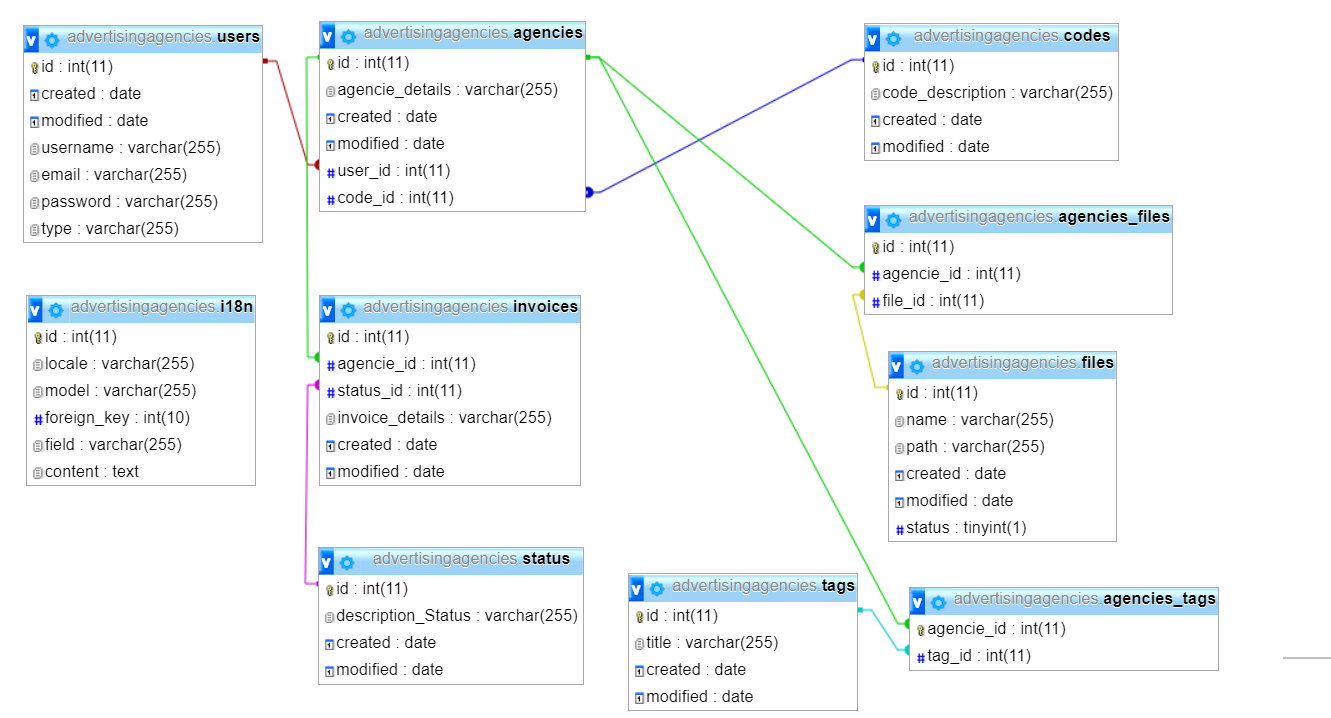 advertisingagencies.users
id : int(11)
created : date
modified : date
username : varchar(255)
email : varchar(255)
password : varchar(255)
type : varchar(255)
advertisingagencies.agencies
id : int(11)
agencie_details : varchar(255)
created : date
modified : date
user_id : int(11)
code_id : int(11)
advertisingagencies.codes
id : int(11)
code_description : varchar(255)
created : date
modified : date
advertisingagencies.agencies_files
id : int(11)
agencie_id : int(11)
file_id : int(11)
advertisingagencies.i18n
id : int(11)
locale : varchar(255)
model : varchar(255)
foreign_key : int(10)
field : varchar(255)
content : text
advertisingagencies.invoices
id : int(11)
agencie_id : int(11)
status_id : int(11)
invoice_details : varchar(255)
created : date
modified : date
advertisingagencies.files
id : int(11)
name : varchar(255)
path : varchar(255)
created : date
modified : date
status : tinyint(1)
advertisingagencies.status
id : int(11)
description_Status : varchar(255)
created : date
modified : date
advertisingagencies.tags
id : int(11)
title : varchar(255)
created : date
modified : date
advertisingagencies.agencies_tags
agencie_id : int(11)
tag_id : int(11)